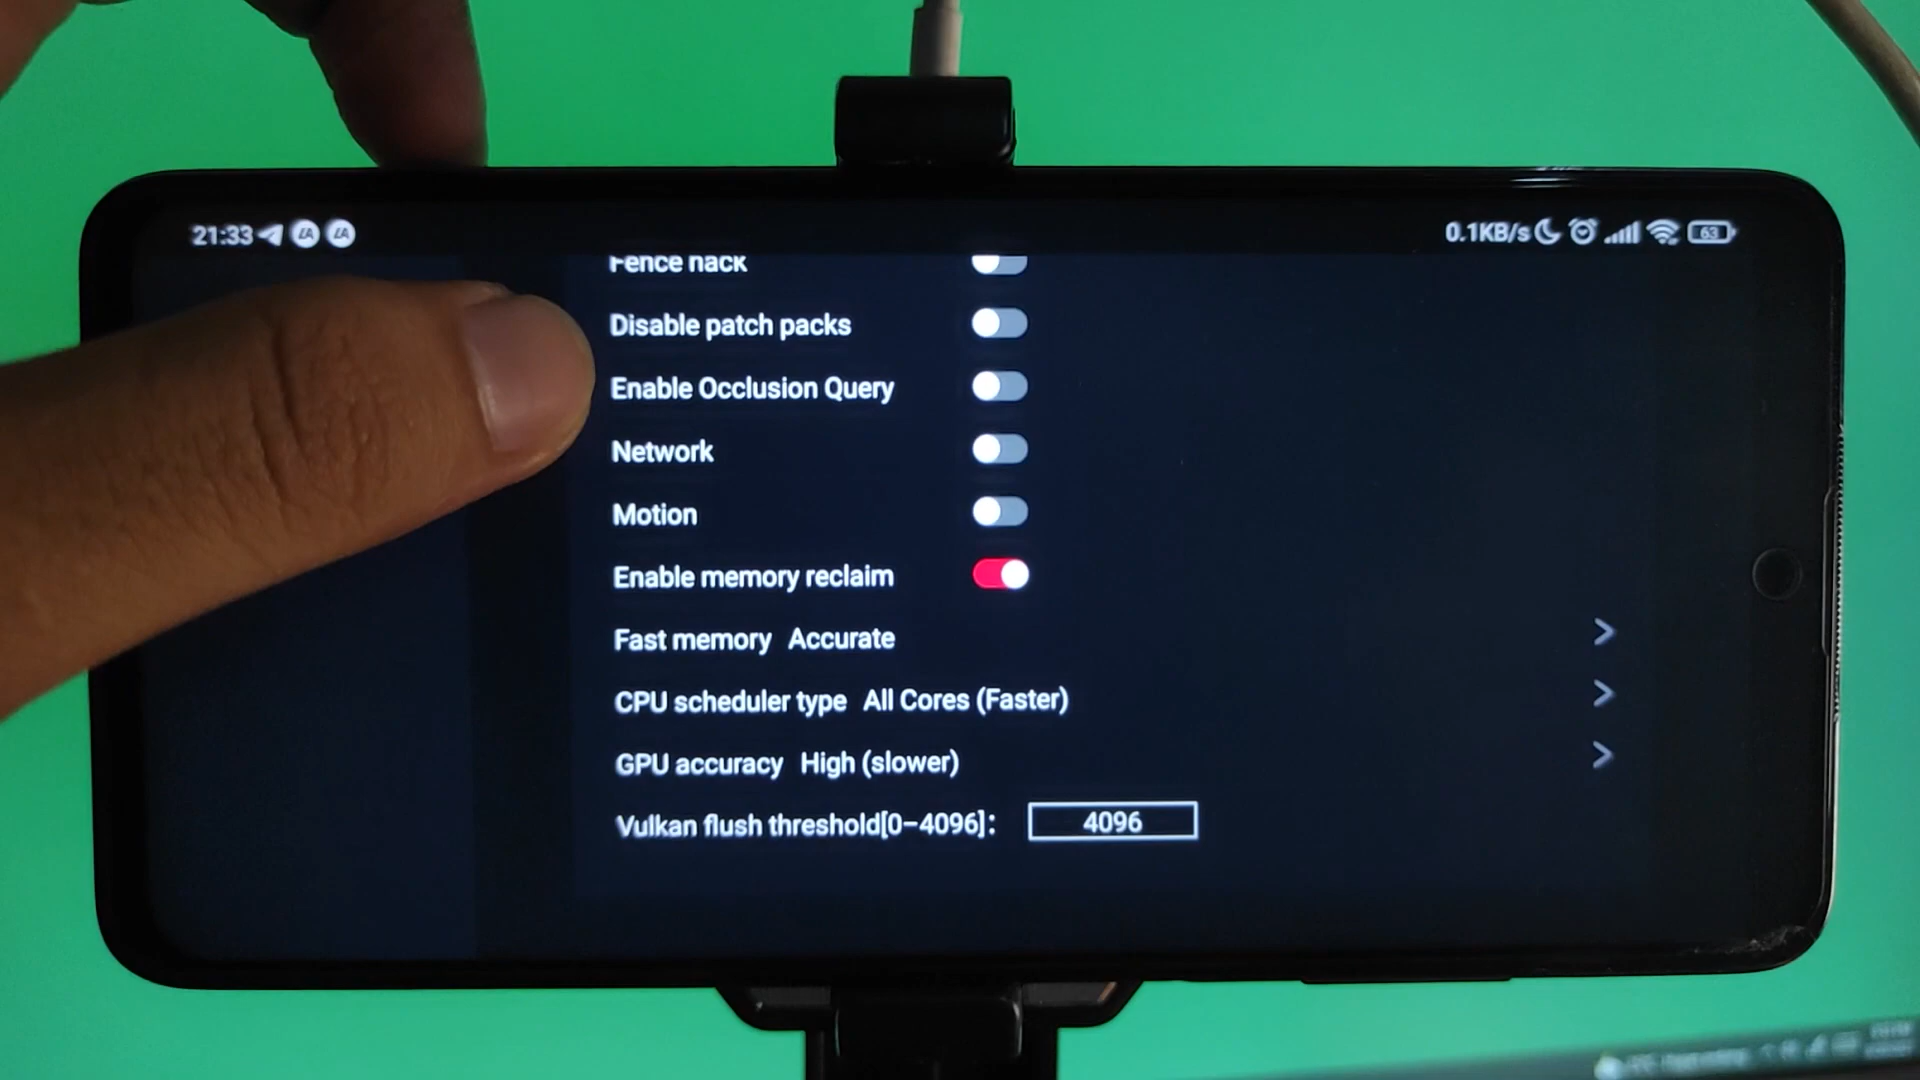 21:33
0.1KB/s 63
Fence hack
Disable patch packs
Enable Occlusion Query
Network
Motion
Enable memory reclaim
Fast memory Accurate
CPU scheduler type All Cores (Faster)
GPU accuracy High (slower)
Vulkan flush threshold[0-4096]: 4096